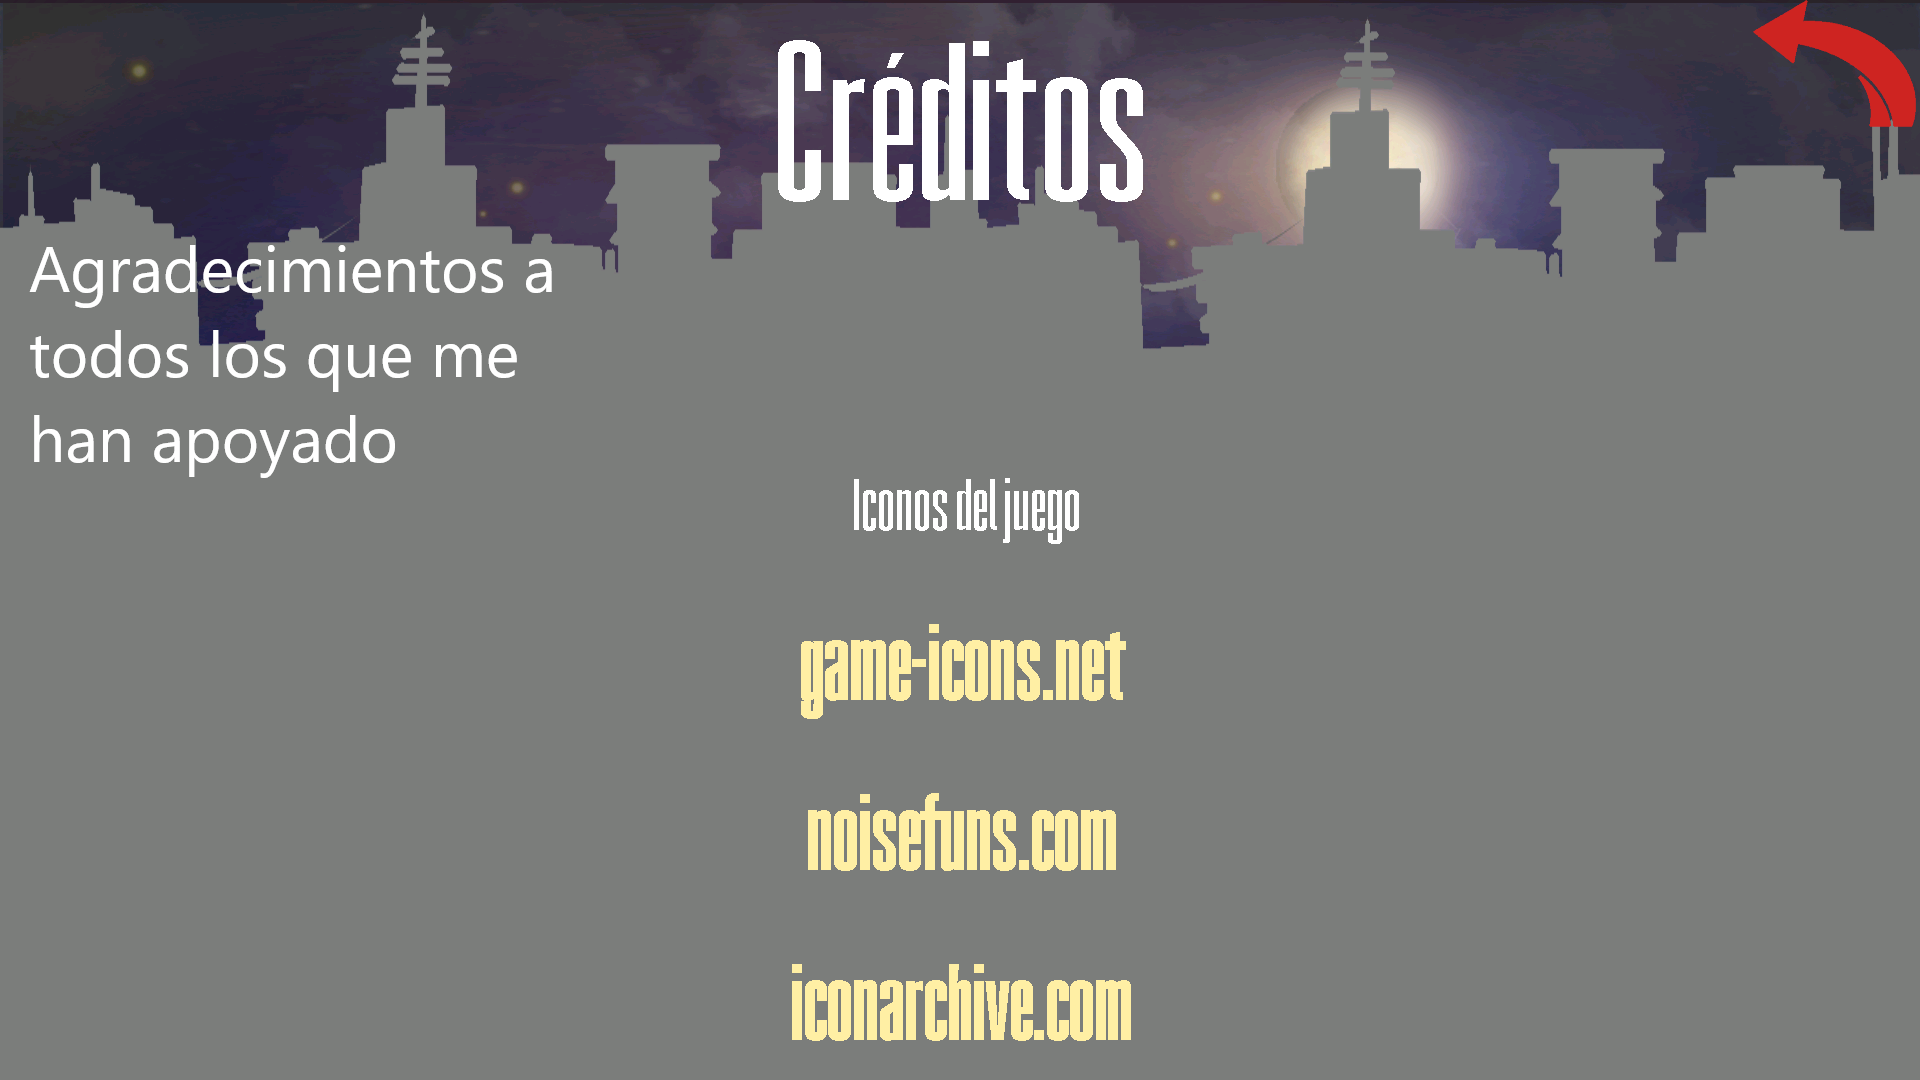 Créditos
Agradecimientos a
todos los que me
han apoyado
Iconos del juego
game-icons.net
noisefuns.com
iconarchive.com